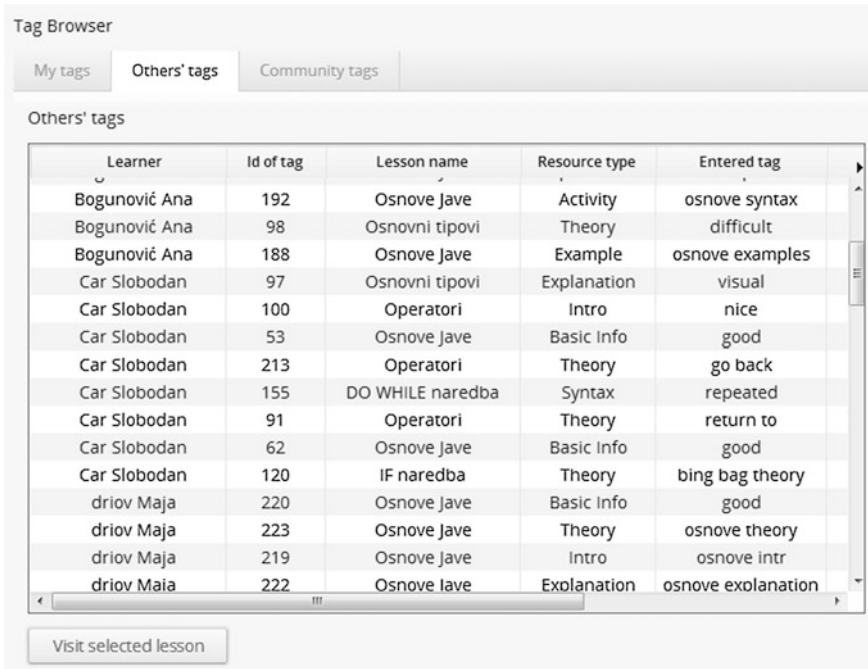 Tag Browser
My tags Others' tags Community tags
Others' tags
Learner Id of tag Lesson name Resource type Entered tag
Bogunović Ana 192 Osnove Jave Activity osnove syntax
Bogunović Ana 98 Osnovni tipovi Theory difficult
Bogunović Ana 188 Osnove Jave Example osnove examples
Car Slobodan 97 Osnovni tipovi Explanation visual
Car Slobodan 100 Operatori Intro nice
Car Slobodan 53 Osnove Jave Basic Info good
Car Slobodan 213 Operatori Theory go back
Car Slobodan 155 DO WHILE naredba Syntax repeated
Car Slobodan 91 Operatori Theory return to
Car Slobodan 62 Osnove Jave Basic Info good
Car Slobodan 120 IF naredba Theory bing bag theory
driov Maja 220 Osnove Jave Basic Info good
driov Maja 223 Osnove Jave Theory osnove theory
driov Maja 219 Osnove Jave Intro osnove intr
driov Maja 222 Osnove Jave Explanation osnove explanation
Visit selected lesson